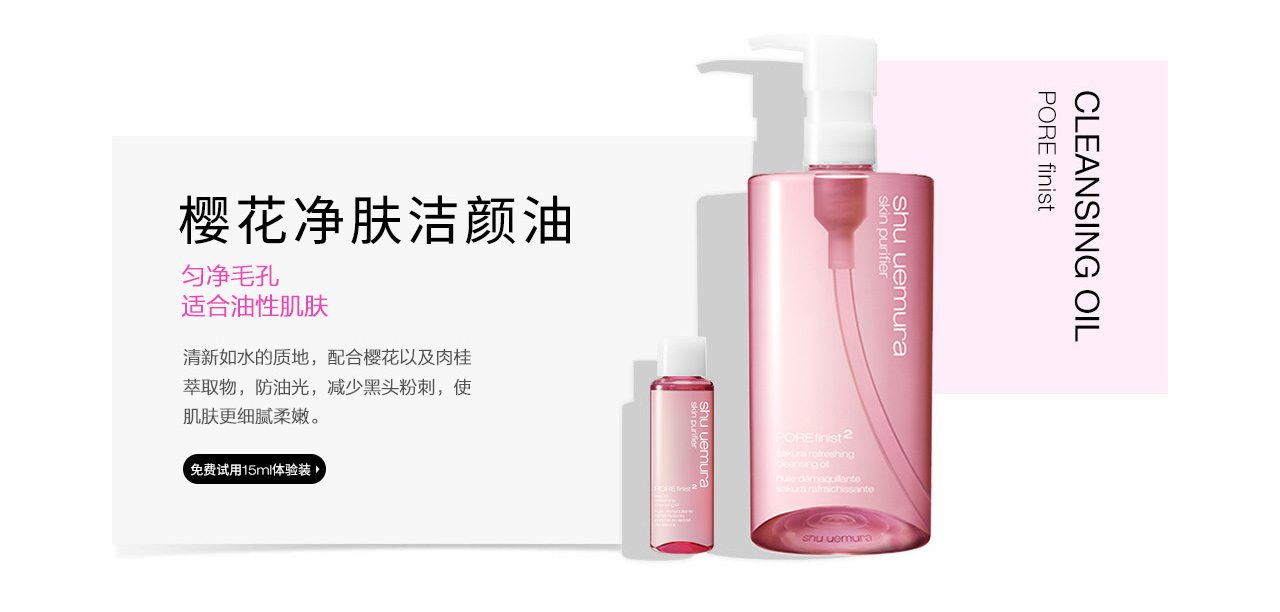 樱花净肤洁颜油
匀净毛孔
适合油性肌肤
清新如水的质地，配合樱花以及肉桂
萃取物，防油光，减少黑头粉刺，使
肌肤更细腻柔嫩。
免费试用15ml体验装
shu uemura
skin purifier
POREfinist2
shu uemura
skin purifier
POREfinist2
sakura refreshing
cleansing oil
huile démaquillante
sakura rafraîchissante
shu uemura
CLEANSING OIL
PORE finist